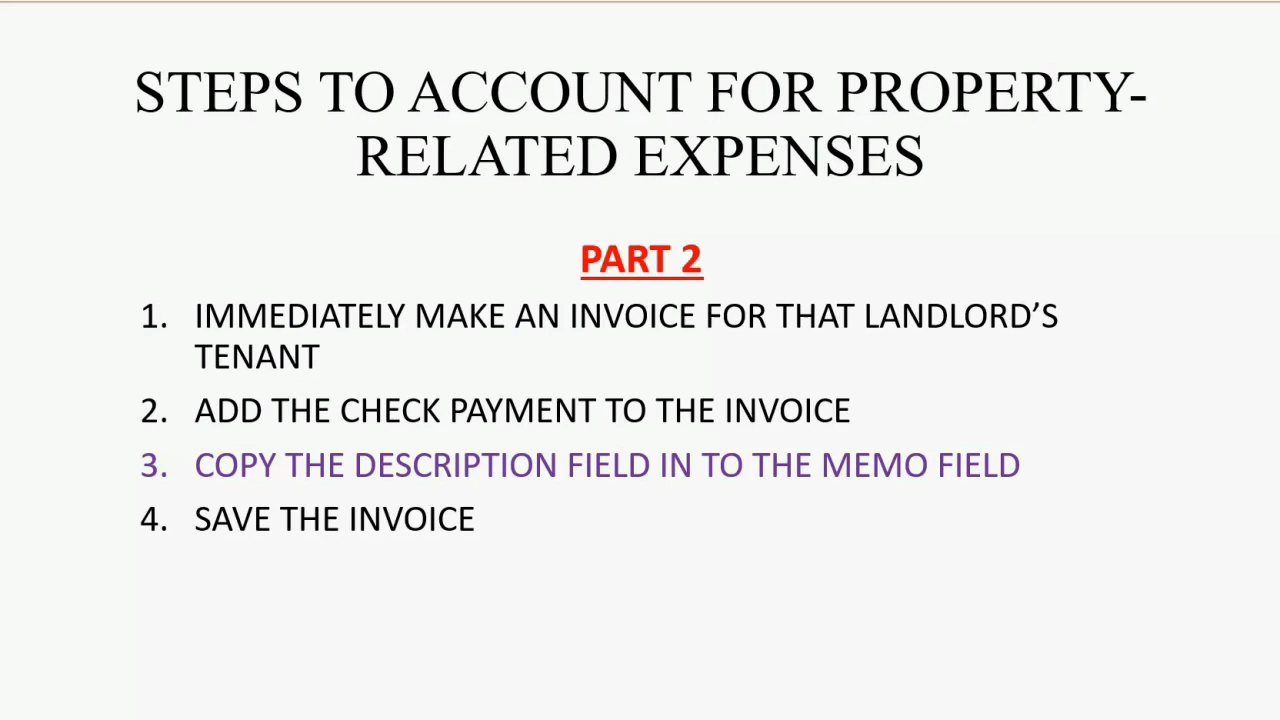 STEPS TO ACCOUNT FOR PROPERTY-
RELATED EXPENSES
PART 2
1. IMMEDIATELY MAKE AN INVOICE FOR THAT LANDLORD’S
TENANT
2. ADD THE CHECK PAYMENT TO THE INVOICE
3. COPY THE DESCRIPTION FIELD IN TO THE MEMO FIELD
4. SAVE THE INVOICE